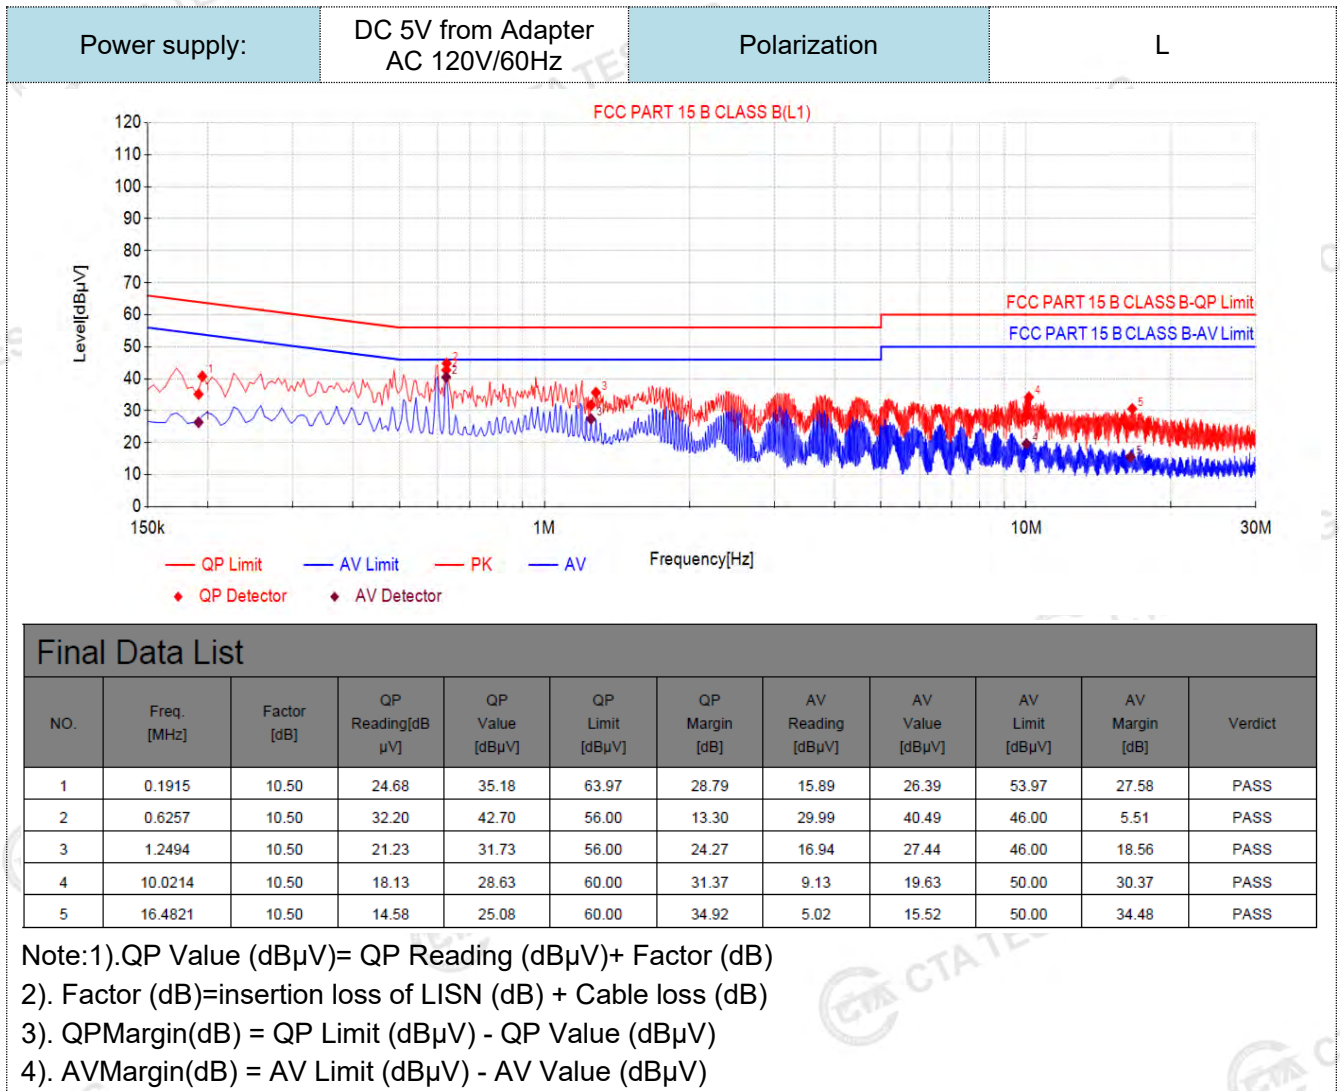 Power supply: DC 5V from Adapter AC 120V/60Hz Polarization L
FCC PART 15 B CLASS B(L1)
120
110
100
90
80
70
60
50
40
30
20
10
0
Level[dBµV]
FCC PART 15 B CLASS B-QP Limit
FCC PART 15 B CLASS B-AV Limit
1
1
2
2
3
3
4
4
5
5
150k 1M 10M 30M
Frequency[Hz]
QP Limit AV Limit PK AV
QP Detector AV Detector
Final Data List
NO. Freq. [MHz] Factor [dB] QP Reading[dBµV] QP Value [dBµV] QP Limit [dBµV] QP Margin [dB] AV Reading [dBµV] AV Value [dBµV] AV Limit [dBµV] AV Margin [dB] Verdict
1 0.1915 10.50 24.68 35.18 63.97 28.79 15.89 26.39 53.97 27.58 PASS
2 0.6257 10.50 32.20 42.70 56.00 13.30 29.99 40.49 46.00 5.51 PASS
3 1.2494 10.50 21.23 31.73 56.00 24.27 16.94 27.44 46.00 18.56 PASS
4 10.0214 10.50 18.13 28.63 60.00 31.37 9.13 19.63 50.00 30.37 PASS
5 16.4821 10.50 14.58 25.08 60.00 34.92 5.02 15.52 50.00 34.48 PASS
Note:1).QP Value (dBµV)= QP Reading (dBµV)+ Factor (dB)
2). Factor (dB)=insertion loss of LISN (dB) + Cable loss (dB)
3). QPMargin(dB) = QP Limit (dBµV) - QP Value (dBµV)
4). AVMargin(dB) = AV Limit (dBµV) - AV Value (dBµV)
CTA